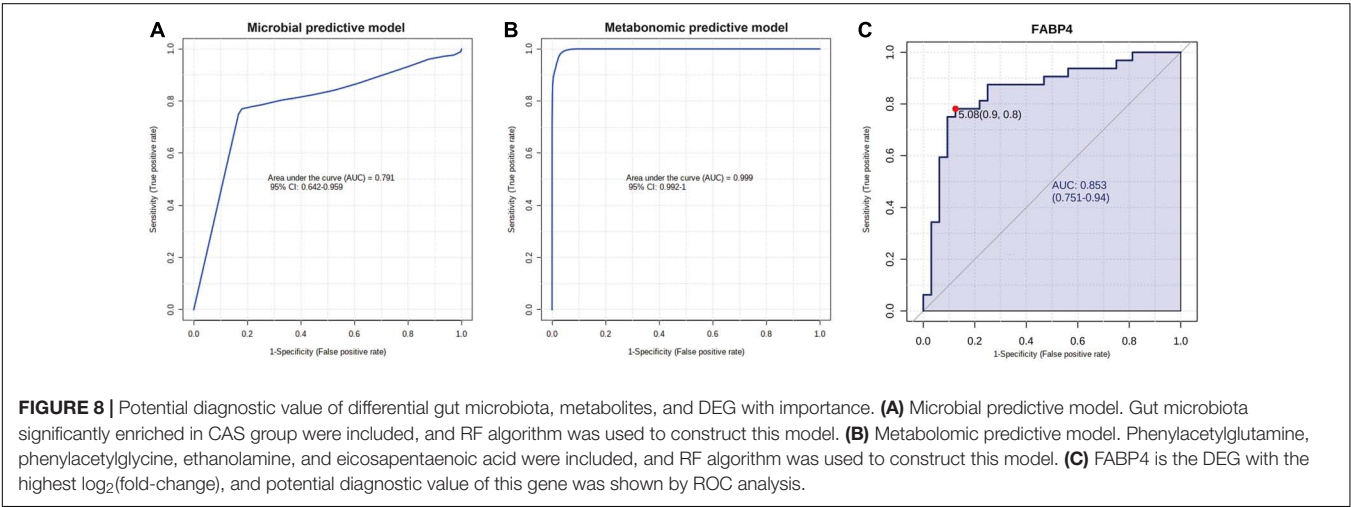 A
Microbial predictive model
Sensitivity (True positive rate)
1.0
0.8
0.6
0.4
0.2
0.0
Area under the curve (AUC) = 0.791
95% CI: 0.642-0.959
0.0 0.2 0.4 0.6 0.8 1.0
1-Specificity (False positive rate)
B
Metabonomic predictive model
Sensitivity (True positive rate)
1.0
0.8
0.6
0.4
0.2
0.0
Area under the curve (AUC) = 0.999
95% CI: 0.992-1
0.0 0.2 0.4 0.6 0.8 1.0
1-Specificity (False positive rate)
C
FABP4
Sensitivity (True positive rate)
1.0
0.8
0.6
0.4
0.2
0.0
5.08(0.9, 0.8)
AUC: 0.853
(0.751-0.94)
0.0 0.2 0.4 0.6 0.8 1.0
1-Specificity (False positive rate)
FIGURE 8 | Potential diagnostic value of differential gut microbiota, metabolites, and DEG with importance. (A) Microbial predictive model. Gut microbiota
significantly enriched in CAS group were included, and RF algorithm was used to construct this model. (B) Metabolomic predictive model. Phenylacetylglutamine,
phenylacetylglycine, ethanolamine, and eicosapentaenoic acid were included, and RF algorithm was used to construct this model. (C) FABP4 is the DEG with the
highest log2(fold-change), and potential diagnostic value of this gene was shown by ROC analysis.